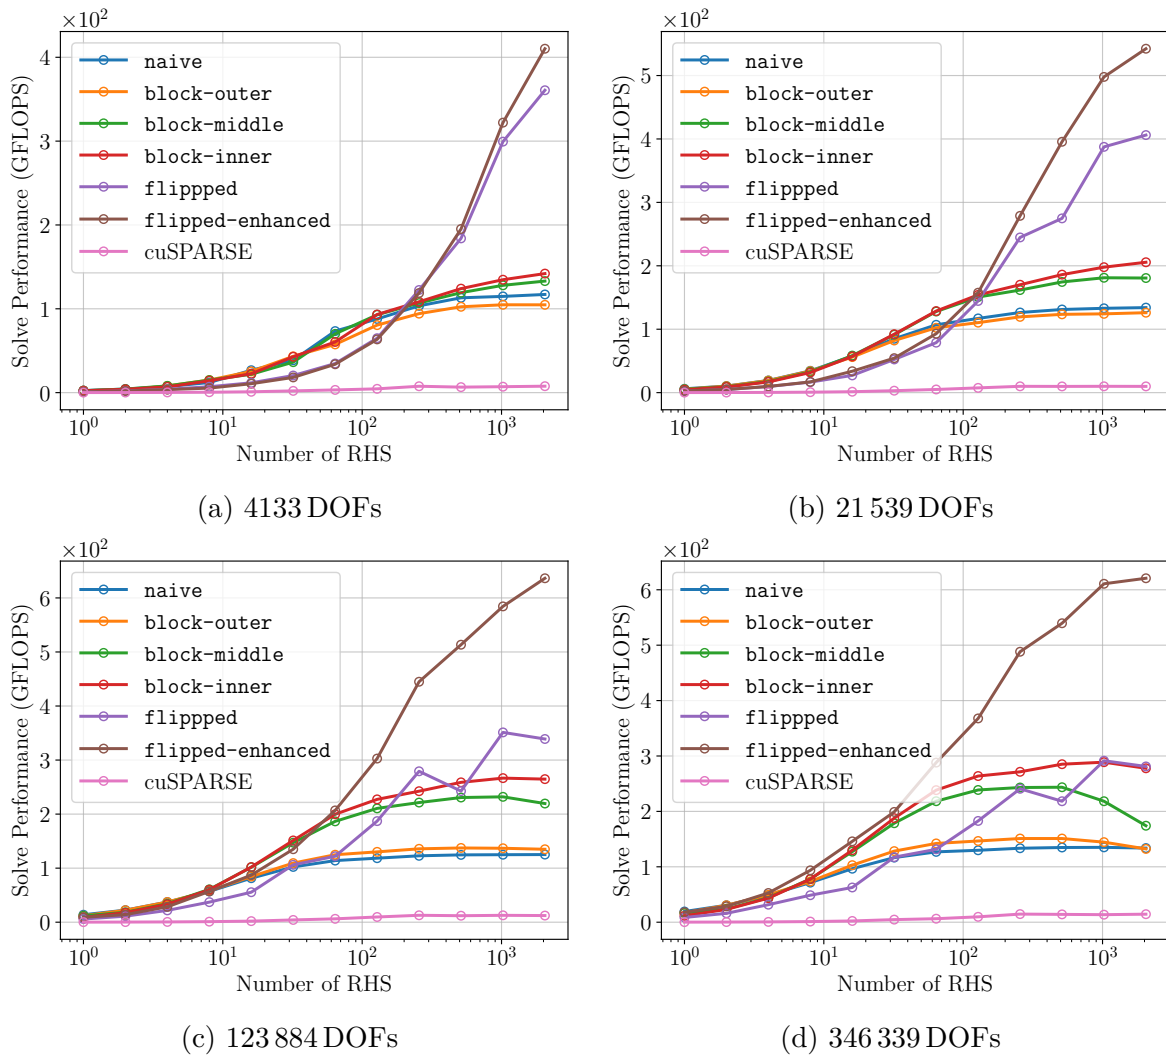 ×10²
Solve Performance (GFLOPS)
4
3
2
1
0
naive
block-outer
block-middle
block-inner
flippped
flipped-enhanced
cuSPARSE
10⁰ 10¹ 10² 10³
Number of RHS
(a) 4133 DOFs
×10²
Solve Performance (GFLOPS)
5
4
3
2
1
0
naive
block-outer
block-middle
block-inner
flippped
flipped-enhanced
cuSPARSE
10⁰ 10¹ 10² 10³
Number of RHS
(b) 21 539 DOFs
×10²
Solve Performance (GFLOPS)
6
5
4
3
2
1
0
naive
block-outer
block-middle
block-inner
flippped
flipped-enhanced
cuSPARSE
10⁰ 10¹ 10² 10³
Number of RHS
(c) 123 884 DOFs
×10²
Solve Performance (GFLOPS)
6
5
4
3
2
1
0
naive
block-outer
block-middle
block-inner
flippped
flipped-enhanced
cuSPARSE
10⁰ 10¹ 10² 10³
Number of RHS
(d) 346 339 DOFs